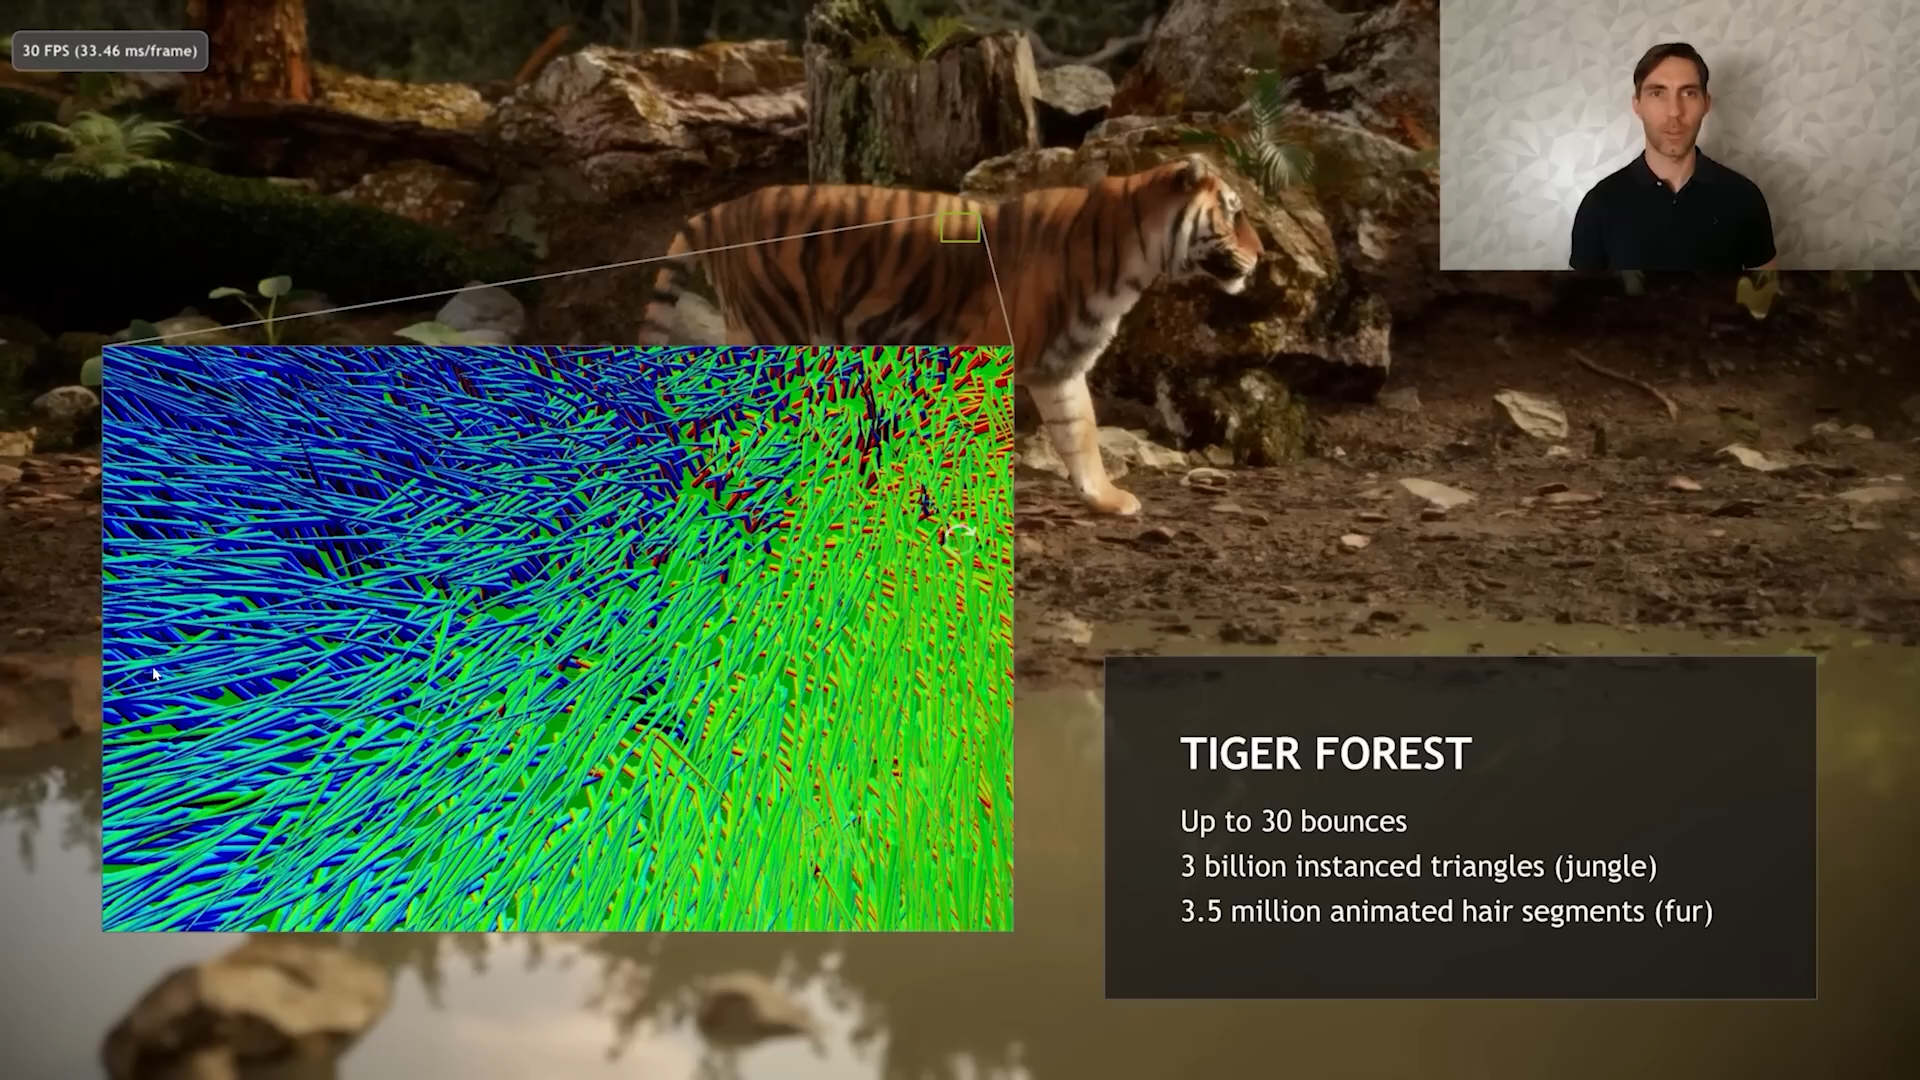 30 FPS (33.46 ms/frame)
TIGER FOREST
Up to 30 bounces
3 billion instanced triangles (jungle)
3.5 million animated hair segments (fur)